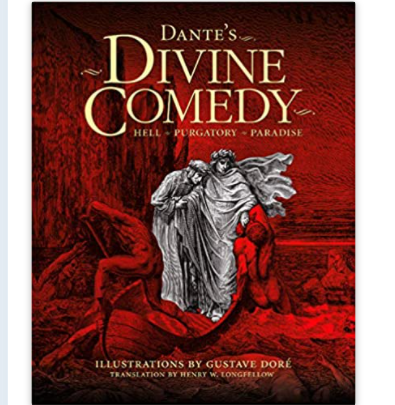 DANTE'S
DIVINE
COMEDY
HELL ~ PURGATORY ~ PARADISE
ILLUSTRATIONS BY GUSTAVE DORÉ
TRANSLATION BY HENRY W. LONGFELLOW